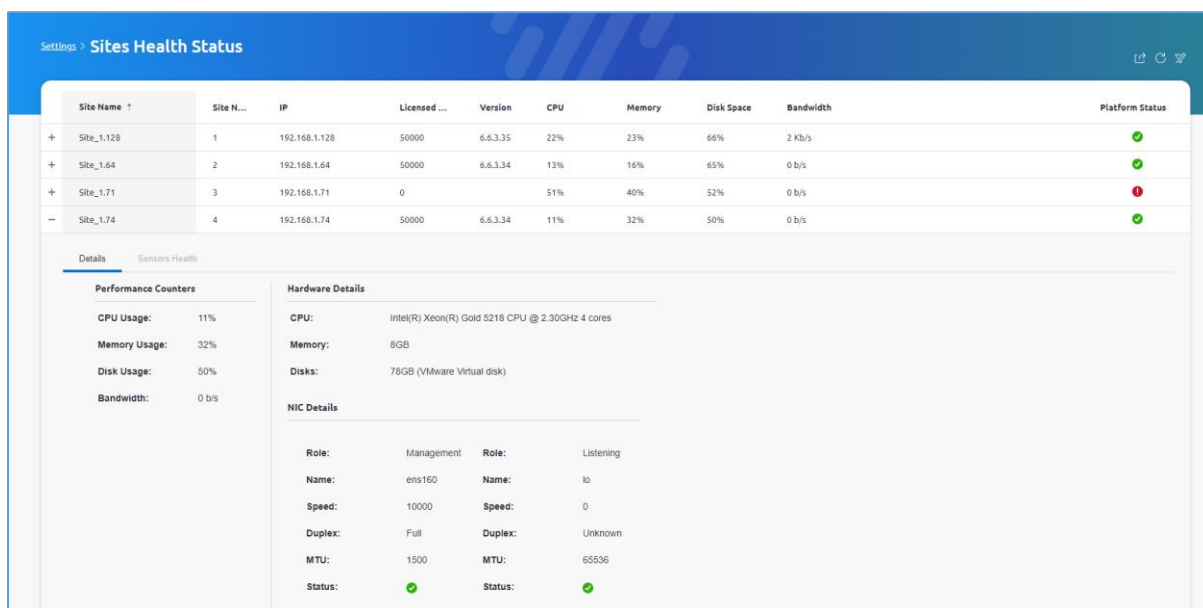 Settings > Sites Health Status
Site Name ↑ Site N... IP Licensed ... Version CPU Memory Disk Space Bandwidth Platform Status
+ Site_1.128 1 192.168.1.128 50000 6.6.3.35 22% 23% 66% 2 Kb/s
+ Site_1.64 2 192.168.1.64 50000 6.6.3.34 13% 16% 65% 0 b/s
+ Site_1.71 3 192.168.1.71 0 51% 40% 52% 0 b/s
− Site_1.74 4 192.168.1.74 50000 6.6.3.34 11% 32% 50% 0 b/s
Details Sensors Health
Performance Counters Hardware Details
CPU Usage: 11% CPU: Intel(R) Xeon(R) Gold 5218 CPU @ 2.30GHz 4 cores
Memory Usage: 32% Memory: 8GB
Disk Usage: 50% Disks: 78GB (VMware Virtual disk)
Bandwidth: 0 b/s
NIC Details
Role: Management Role: Listening
Name: ens160 Name: lo
Speed: 10000 Speed: 0
Duplex: Full Duplex: Unknown
MTU: 1500 MTU: 65536
Status: Status: